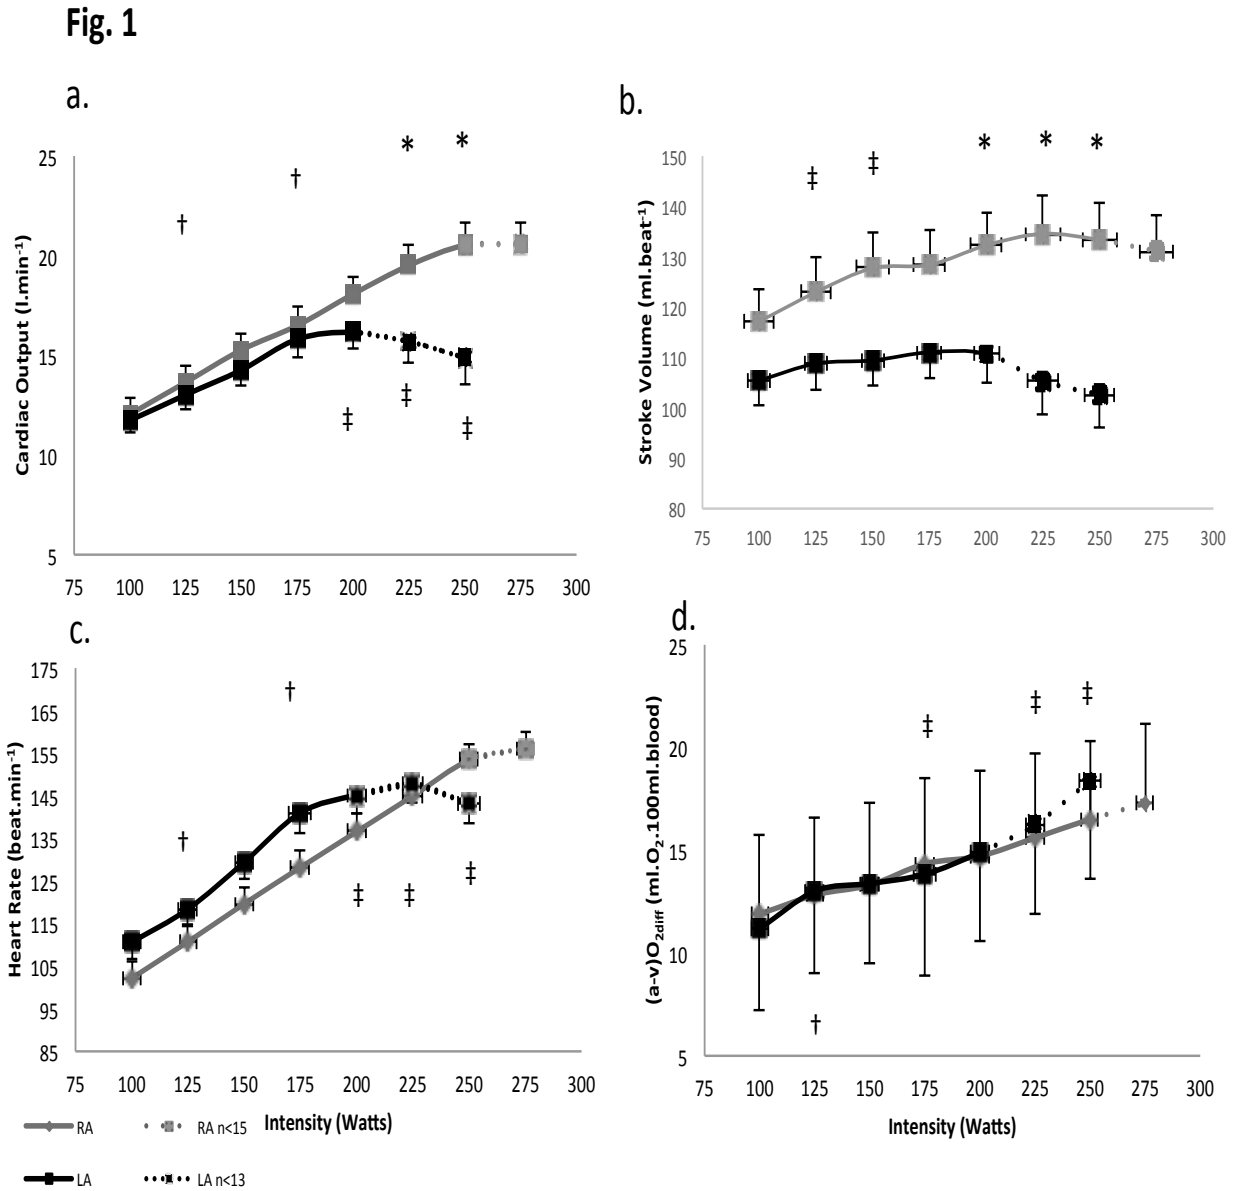 Fig. 1
a.
* *
† †
25
20
15
10
5
Cardiac Output (l.min⁻¹)
‡ ‡ ‡
75 100 125 150 175 200 225 250 275 300
b.
* * *
‡ ‡
150
140
130
120
110
100
90
80
Stroke Volume (ml.beat⁻¹)
75 100 125 150 175 200 225 250 275 300
c.
175
165
155
145
135
125
115
105
95
85
Heart Rate (beat.min⁻¹)
† †
‡ ‡ ‡
75 100 125 150 175 200 225 250 275 300
Intensity (Watts)
d.
25
20
15
10
5
(a-v)O₂diff (ml.O₂.100ml.blood)
‡ ‡ ‡
†
75 100 125 150 175 200 225 250 275 300
Intensity (Watts)
RA RA n<15
LA LA n<13